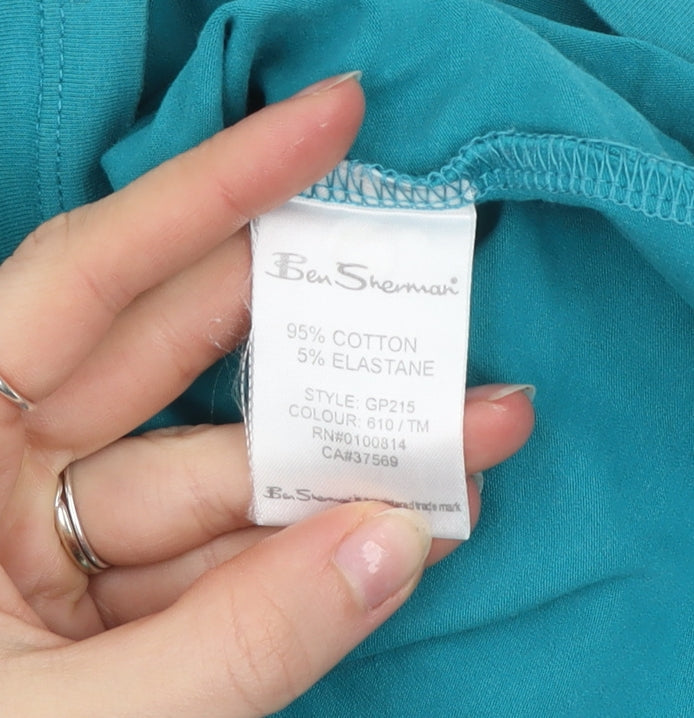 Ben Sherman®
95% COTTON
5% ELASTANE
STYLE: GP215
COLOUR: 610 / TM
RN#0100814
CA#37569
Ben Sherman trade mark